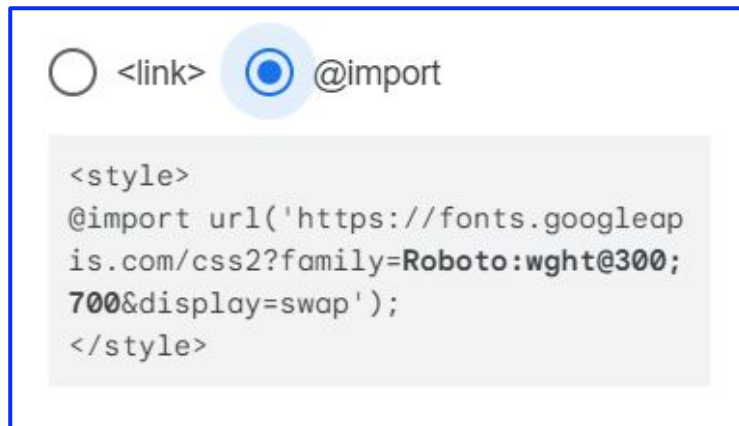 <link> @import
<style>
@import url('https://fonts.googleap
is.com/css2?family=Roboto:wght@300;
700&display=swap');
</style>